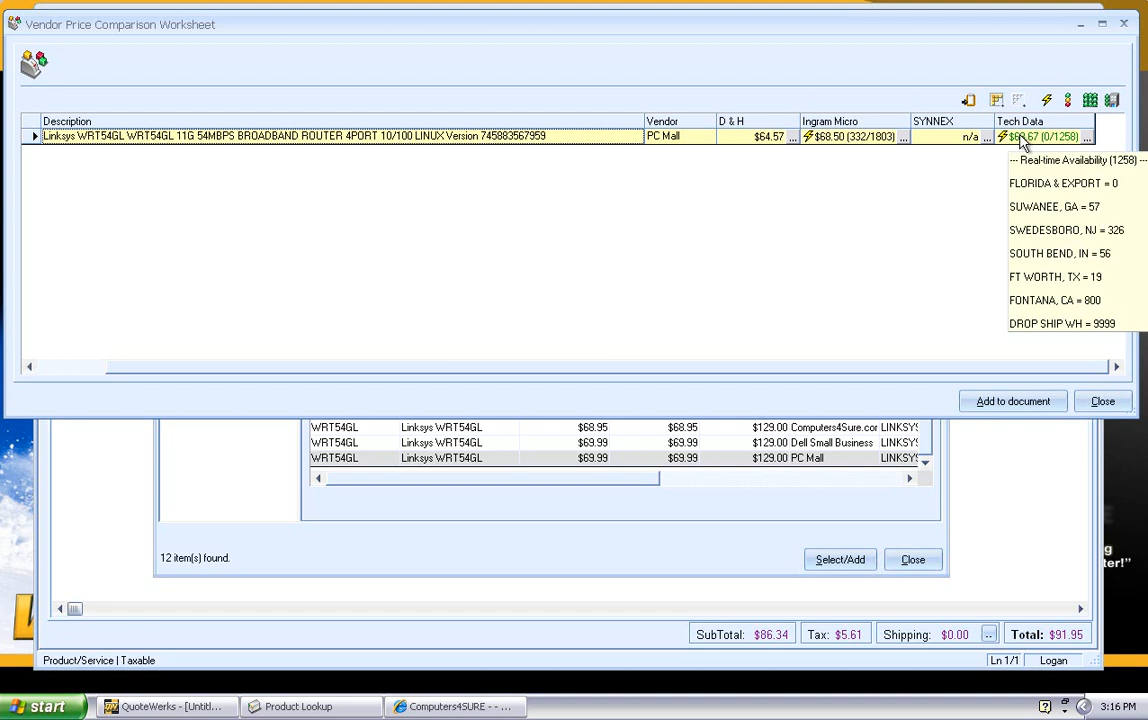 Vendor Price Comparison Worksheet
Description Vendor D & H Ingram Micro SYNNEX Tech Data
Linksys WRT54GL WRT54GL 11G 54MBPS BROADBAND ROUTER 4PORT 10/100 LINUX Version 745883567959 PC Mall $64.57 ... $68.50 (332/1803) ... n/a ... (0/1258) ...
--- Real-time Availability (1258) ---
FLORIDA & EXPORT = 0
SUWANEE, GA = 57
SWEDESBORO, NJ = 326
SOUTH BEND, IN = 56
FT WORTH, TX = 19
FONTANA, CA = 800
DROP SHIP WH = 9999
Add to document Close
WRT54GL Linksys WRT54GL $68.95 $68.95 $129.00 Computers4Sure.cor LINKSYS
WRT54GL Linksys WRT54GL $69.99 $69.99 $129.00 Dell Small Business LINKSYS
WRT54GL Linksys WRT54GL $69.99 $69.99 $129.00 PC Mall LINKSYS
12 item(s) found.
Select/Add Close
g
ter!"
SubTotal: $86.34 Tax: $5.61 Shipping: $0.00 .. Total: $91.95
Product/Service | Taxable Ln 1/1 Logan
start QuoteWerks - [Untitl... Product Lookup Computers4SURE - - ... 3:16 PM